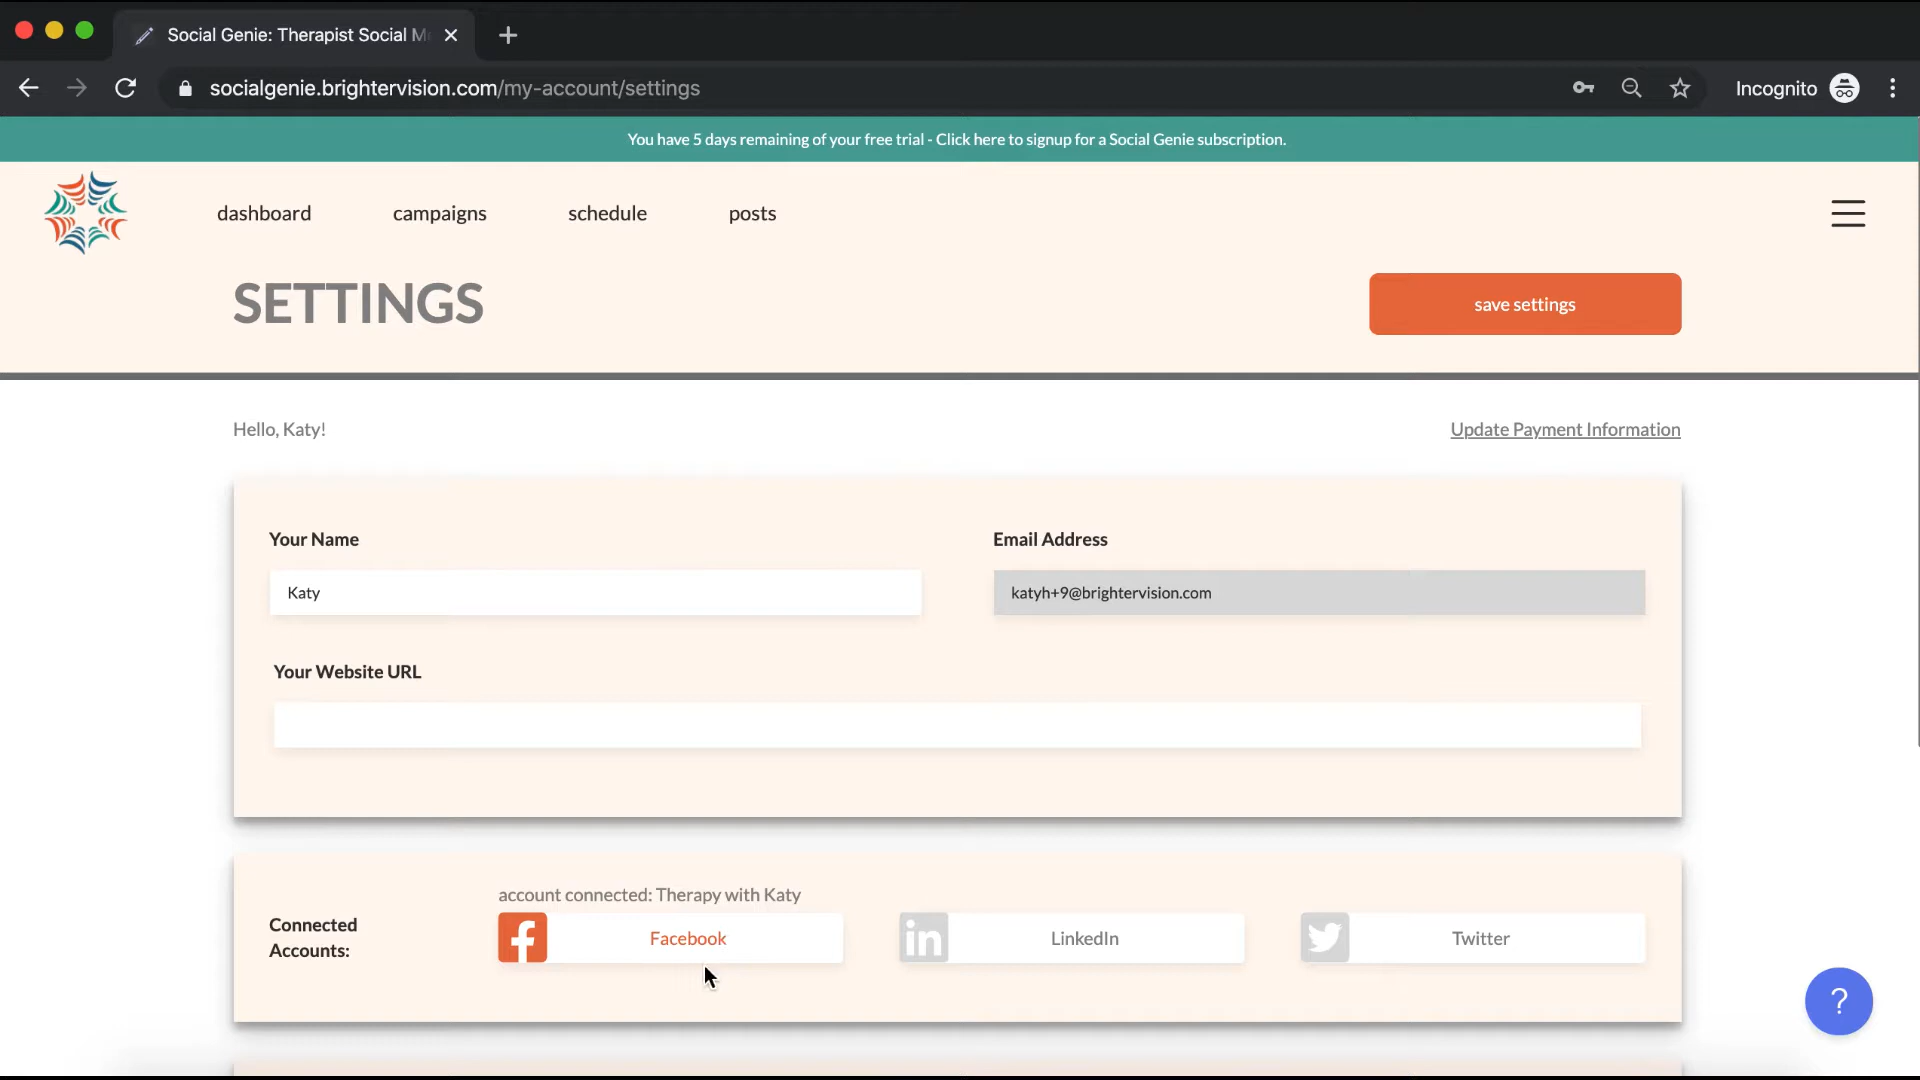 Social Genie: Therapist Social M
socialgenie.brightervision.com/my-account/settings
Incognito
You have 5 days remaining of your free trial - Click here to signup for a Social Genie subscription.
dashboard campaigns schedule posts
SETTINGS
save settings
Hello, Katy!
Update Payment Information
Your Name
Email Address
Katy
katyh+9@brightervision.com
Your Website URL
account connected: Therapy with Katy
Connected
Accounts:
Facebook
LinkedIn
Twitter
?